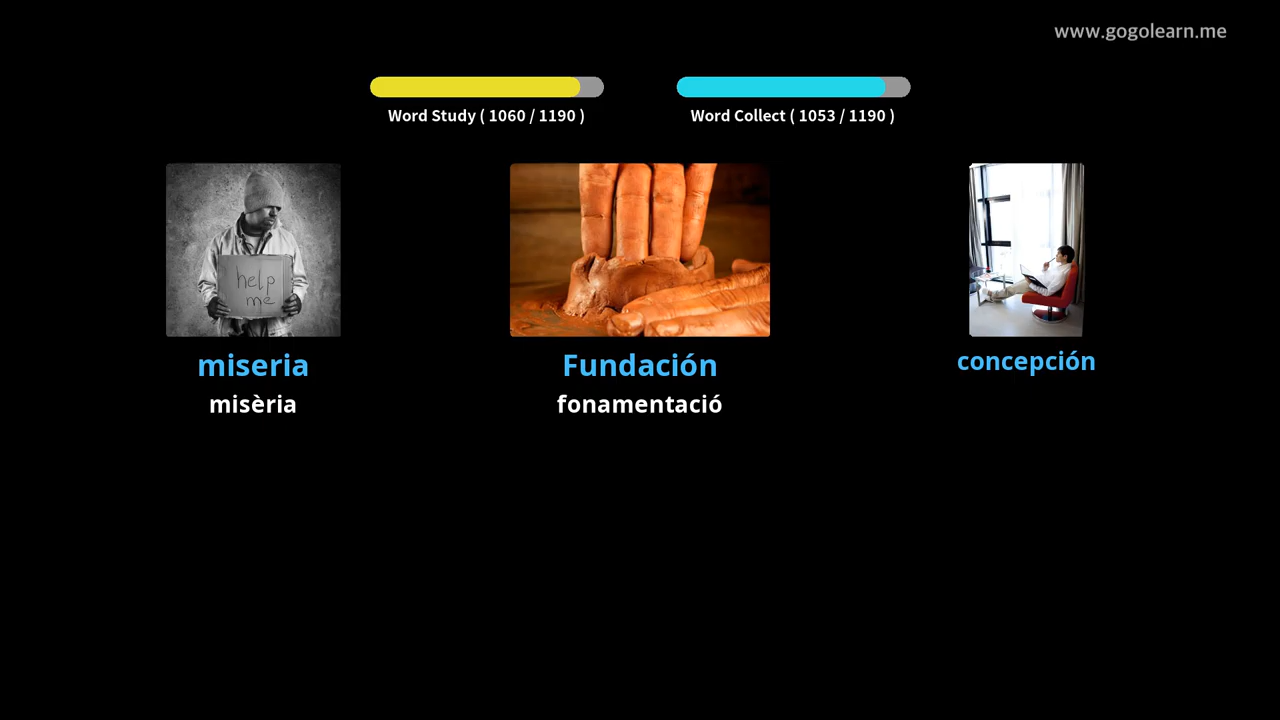 www.gogolearn.me
Word Study ( 1060 / 1190 )
Word Collect ( 1053 / 1190 )
help
me
miseria
misèria
Fundación
fonamentació
concepción